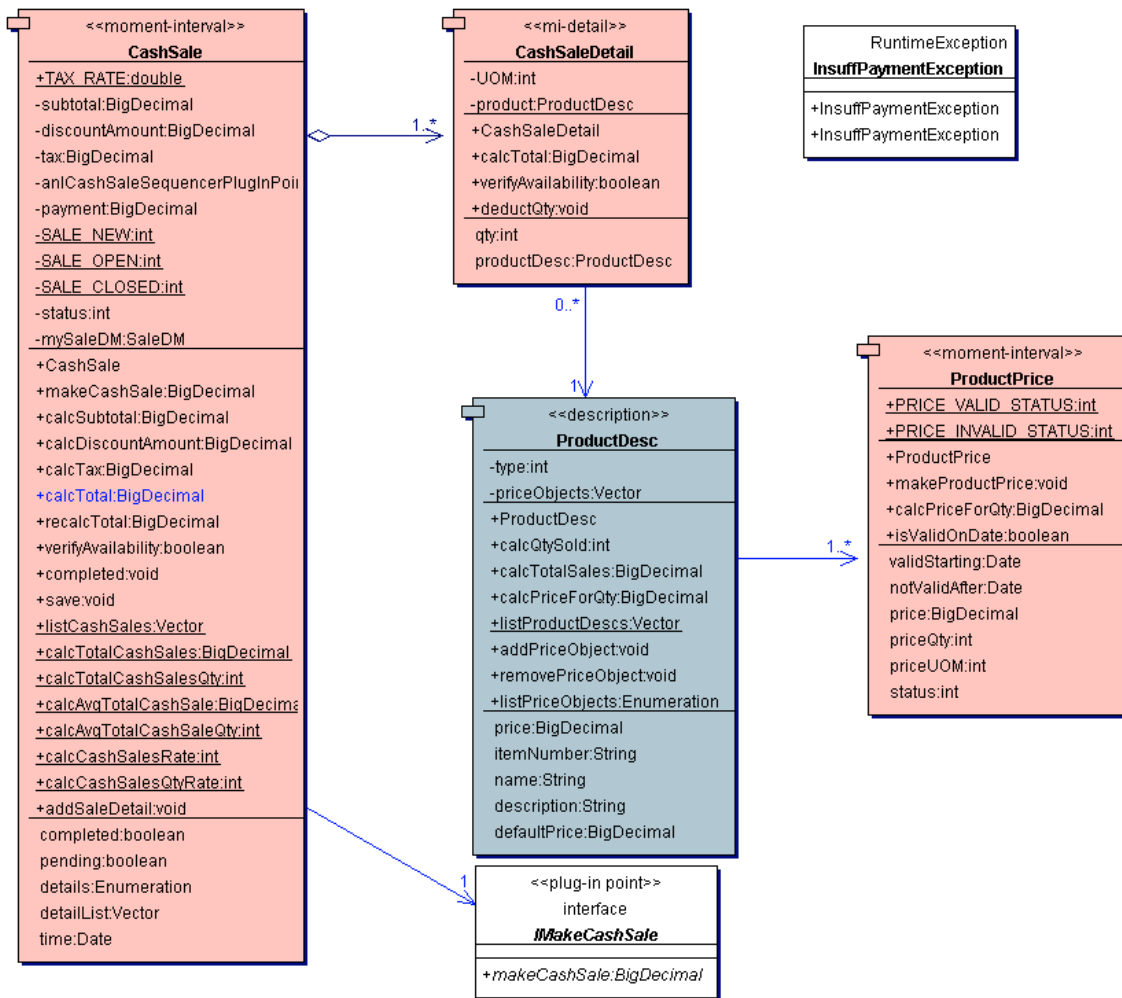 <<moment-interval>>
CashSale
+TAX_RATE:double
-subtotal:BigDecimal
-discountAmount:BigDecimal
-tax:BigDecimal
-anICashSaleSequencerPlugInPoi
-payment:BigDecimal
-SALE_NEW:int
-SALE_OPEN:int
-SALE_CLOSED:int
-status:int
-mySaleDM:SaleDM
+CashSale
+makeCashSale:BigDecimal
+calcSubtotal:BigDecimal
+calcDiscountAmount:BigDecimal
+calcTax:BigDecimal
+calcTotal:BigDecimal
+recalcTotal:BigDecimal
+verifyAvailability:boolean
+completed:void
+save:void
+listCashSales:Vector
+calcTotalCashSales:BigDecimal
+calcTotalCashSalesQty:int
+calcAvgTotalCashSale:BigDecima
+calcAvgTotalCashSaleQty:int
+calcCashSalesRate:int
+calcCashSalesQtyRate:int
+addSaleDetail:void
completed:boolean
pending:boolean
details:Enumeration
detailList:Vector
time:Date
1..*
<<mi-detail>>
CashSaleDetail
-UOM:int
-product:ProductDesc
+CashSaleDetail
+calcTotal:BigDecimal
+verifyAvailability:boolean
+deductQty:void
qty:int
productDesc:ProductDesc
RuntimeException
InsuffPaymentException
+InsuffPaymentException
+InsuffPaymentException
0..*
1
<<description>>
ProductDesc
-type:int
-priceObjects:Vector
+ProductDesc
+calcQtySold:int
+calcTotalSales:BigDecimal
+calcPriceForQty:BigDecimal
+listProductDescs:Vector
+addPriceObject:void
+removePriceObject:void
+listPriceObjects:Enumeration
price:BigDecimal
itemNumber:String
name:String
description:String
defaultPrice:BigDecimal
1..*
<<moment-interval>>
ProductPrice
+PRICE_VALID_STATUS:int
+PRICE_INVALID_STATUS:int
+ProductPrice
+makeProductPrice:void
+calcPriceForQty:BigDecimal
+isValidOnDate:boolean
validStarting:Date
notValidAfter:Date
price:BigDecimal
priceQty:int
priceUOM:int
status:int
1
<<plug-in point>>
interface
IMakeCashSale
+makeCashSale:BigDecimal